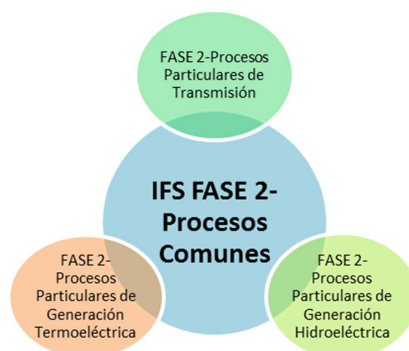 FASE 2-Procesos
Particulares de
Transmisión
IFS FASE 2-
Procesos
Comunes
FASE 2-
Procesos
Particulares de
Generación
Termoeléctrica
FASE 2-
Procesos
Particulares de
Generación
Hidroeléctrica